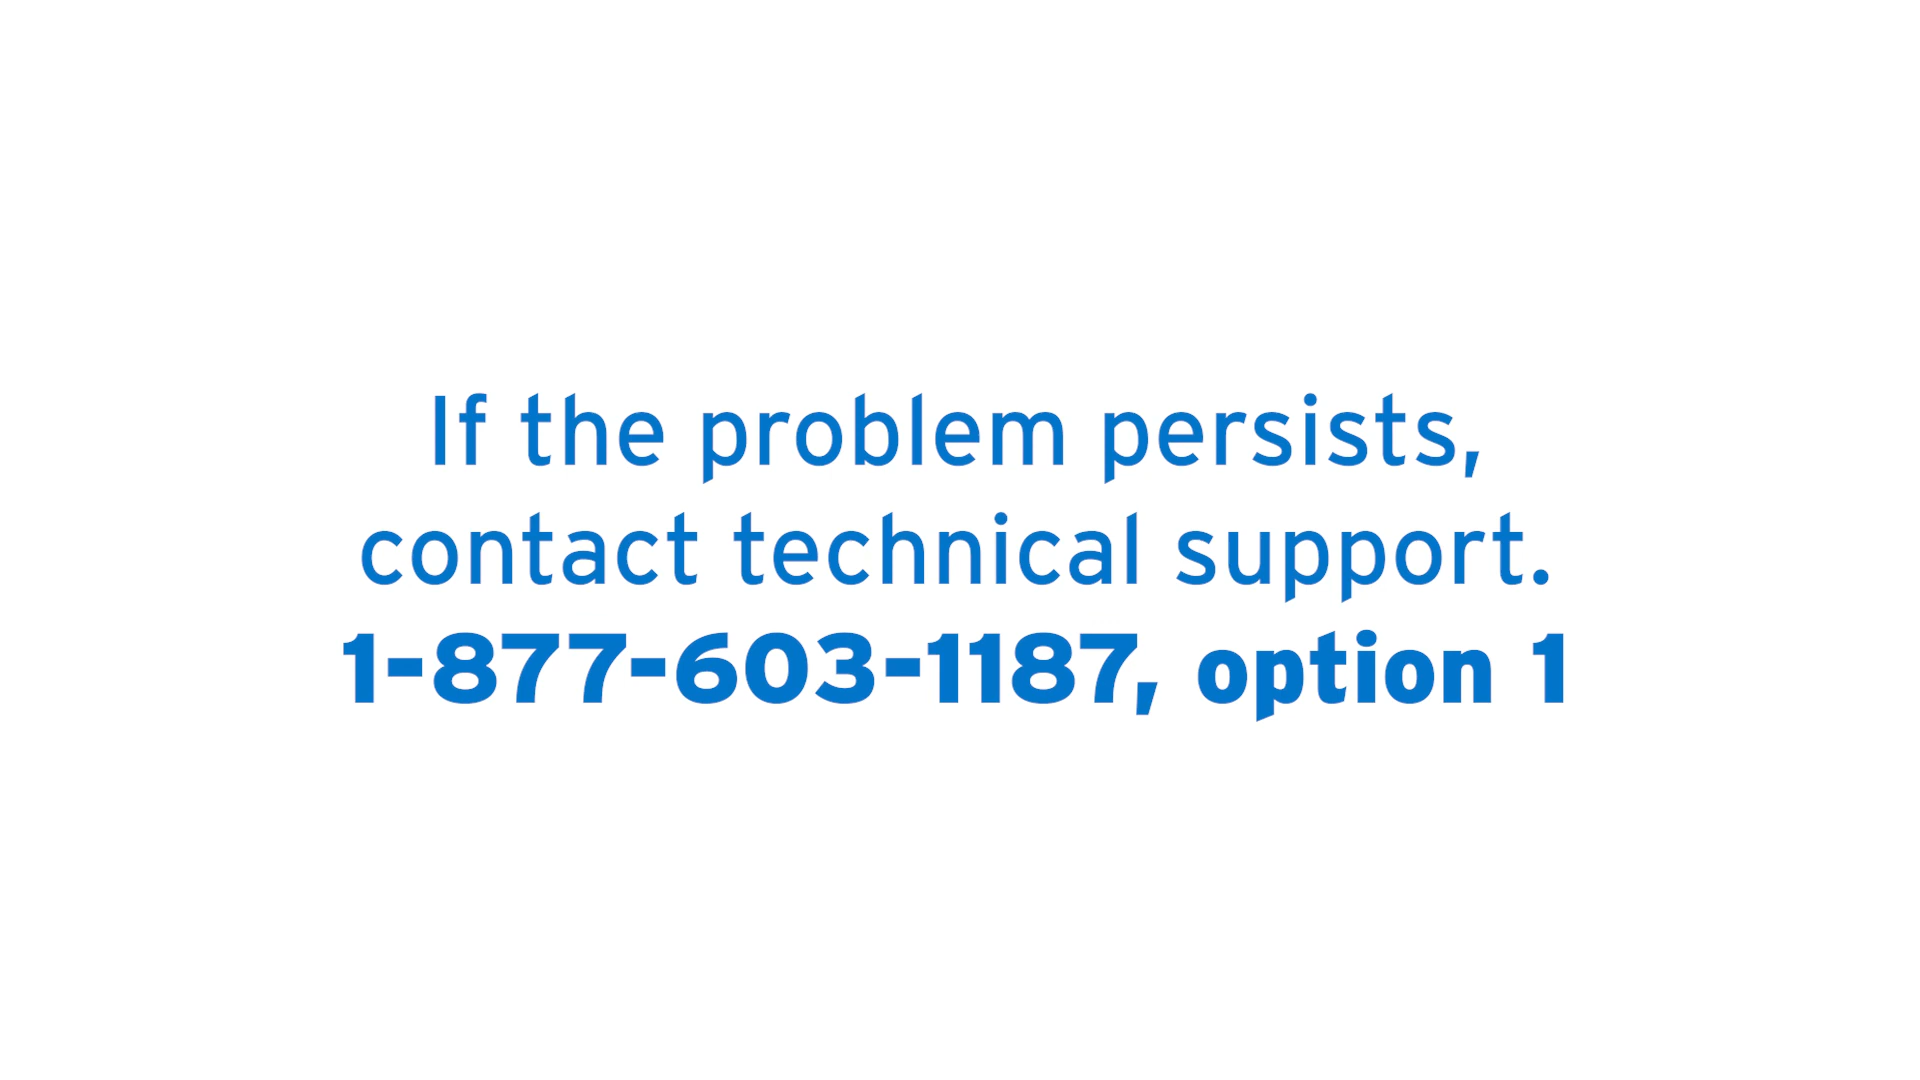 If the problem persists,
contact technical support.
1-877-603-1187, option 1